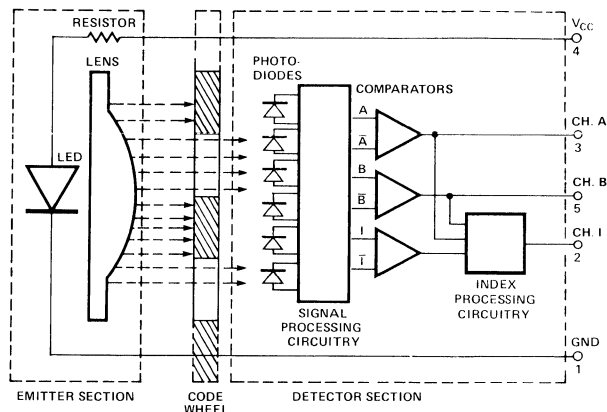 RESISTOR
V_CC
4
LENS
PHOTO-
DIODES
COMPARATORS
A
A̅
CH. A
3
LED
B
B̅
CH. B
5
I
I̅
CH. I
2
INDEX
PROCESSING
CIRCUITRY
SIGNAL
PROCESSING
CIRCUITRY
GND
1
EMITTER SECTION
CODE
WHEEL
DETECTOR SECTION